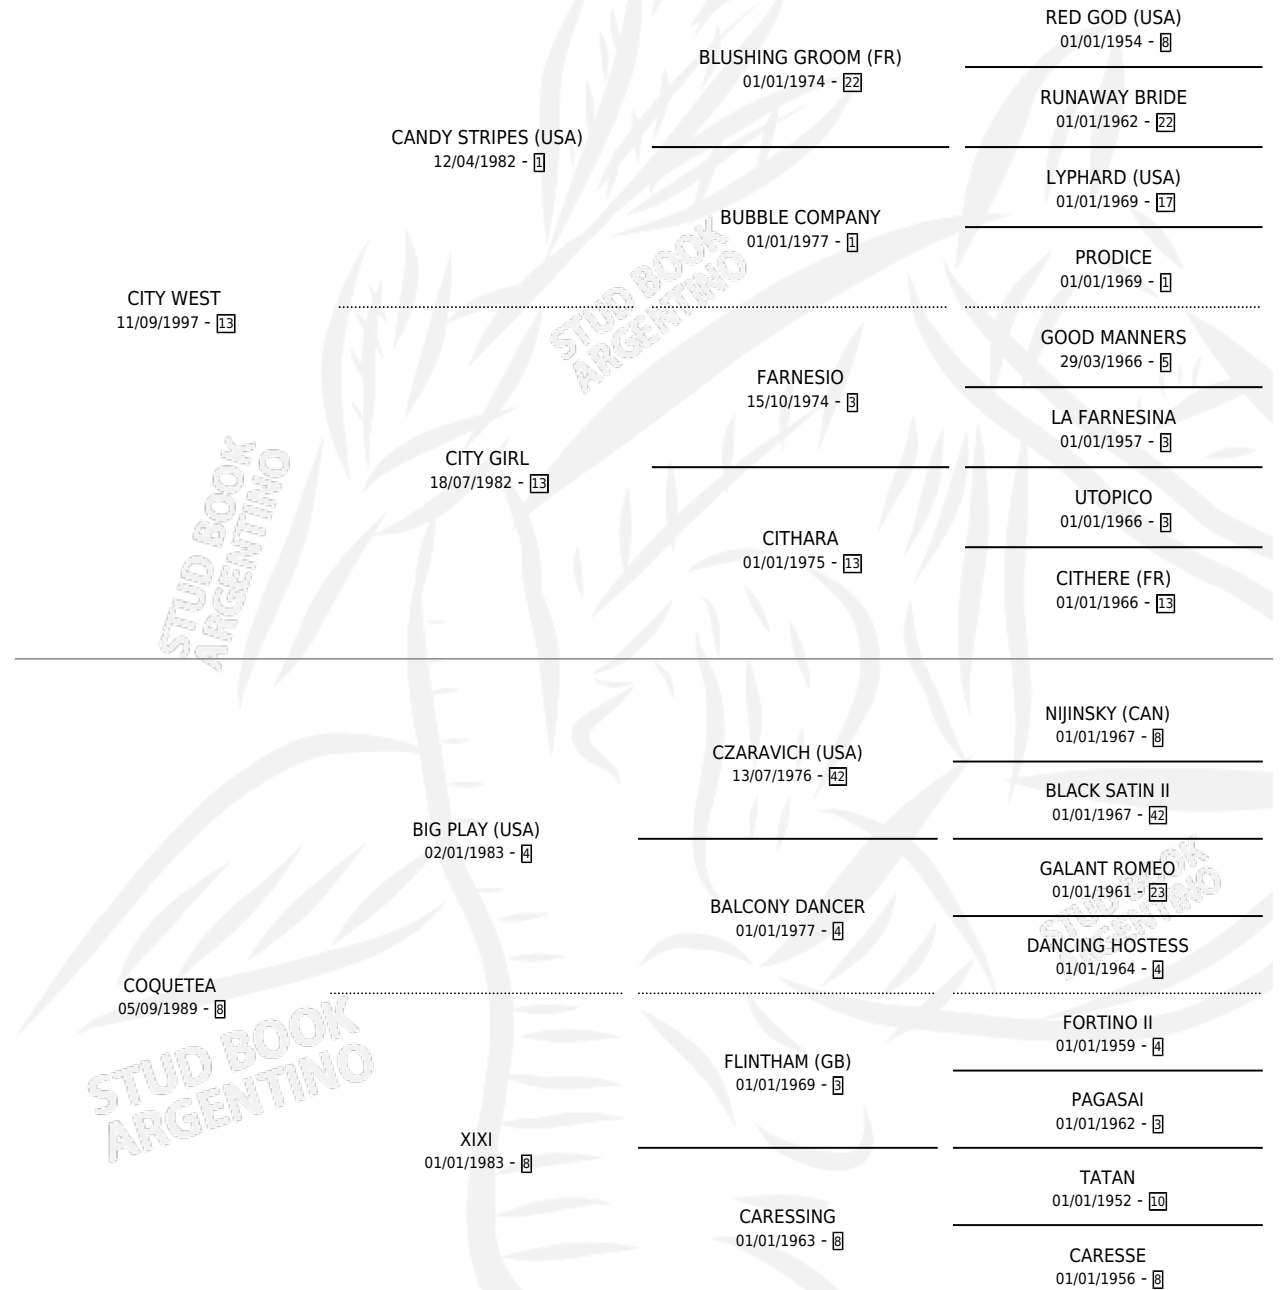 RED GOD (USA)
01/01/1954 - 8
BLUSHING GROOM (FR)
01/01/1974 - 22
RUNAWAY BRIDE
01/01/1962 - 22
CANDY STRIPES (USA)
12/04/1982 - 1
LYPHARD (USA)
01/01/1969 - 17
BUBBLE COMPANY
01/01/1977 - 1
PRODICE
01/01/1969 - 1
STUD BOOK
ARGENTINO
CITY WEST
11/09/1997 - 13
GOOD MANNERS
29/03/1966 - 5
FARNESIO
15/10/1974 - 3
LA FARNESINA
01/01/1957 - 3
CITY GIRL
18/07/1982 - 13
UTOPICO
01/01/1966 - 3
CITHARA
01/01/1975 - 13
CITHERE (FR)
01/01/1966 - 13
STUD BOOK
ARGENTINO
NIJINSKY (CAN)
01/01/1967 - 8
CZARAVICH (USA)
13/07/1976 - 42
BLACK SATIN II
01/01/1967 - 42
BIG PLAY (USA)
02/01/1983 - 4
GALANT ROMEO
01/01/1961 - 23
BALCONY DANCER
01/01/1977 - 4
STUD BOOK
ARGENTINO
DANCING HOSTESS
01/01/1964 - 4
COQUETEA
05/09/1989 - 8
FORTINO II
01/01/1959 - 4
FLINTHAM (GB)
01/01/1969 - 3
STUD BOOK
ARGENTINO
PAGASAI
01/01/1962 - 3
XIXI
01/01/1983 - 8
TATAN
01/01/1952 - 10
CARESSING
01/01/1963 - 8
CARESSE
01/01/1956 - 8